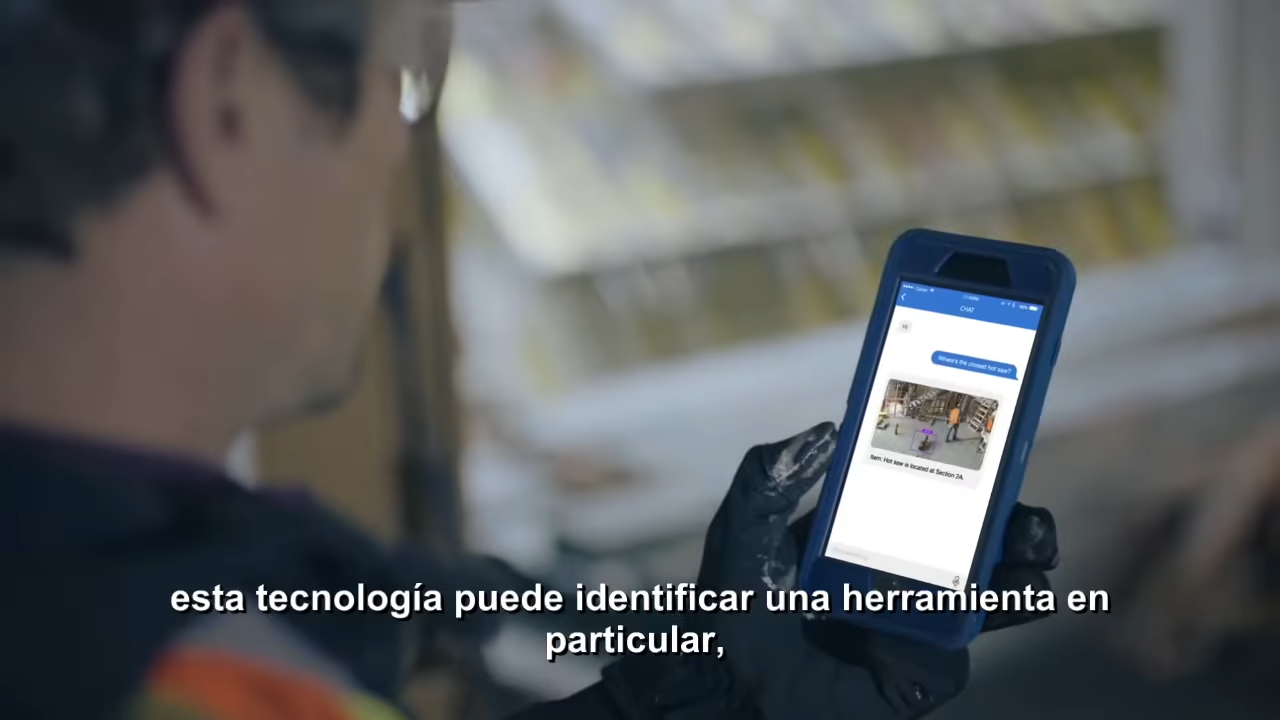 CHAT
Hi
Where's the closest hot saw?
Item: Hot saw is located at Section 2A.
esta tecnología puede identificar una herramienta en
particular,